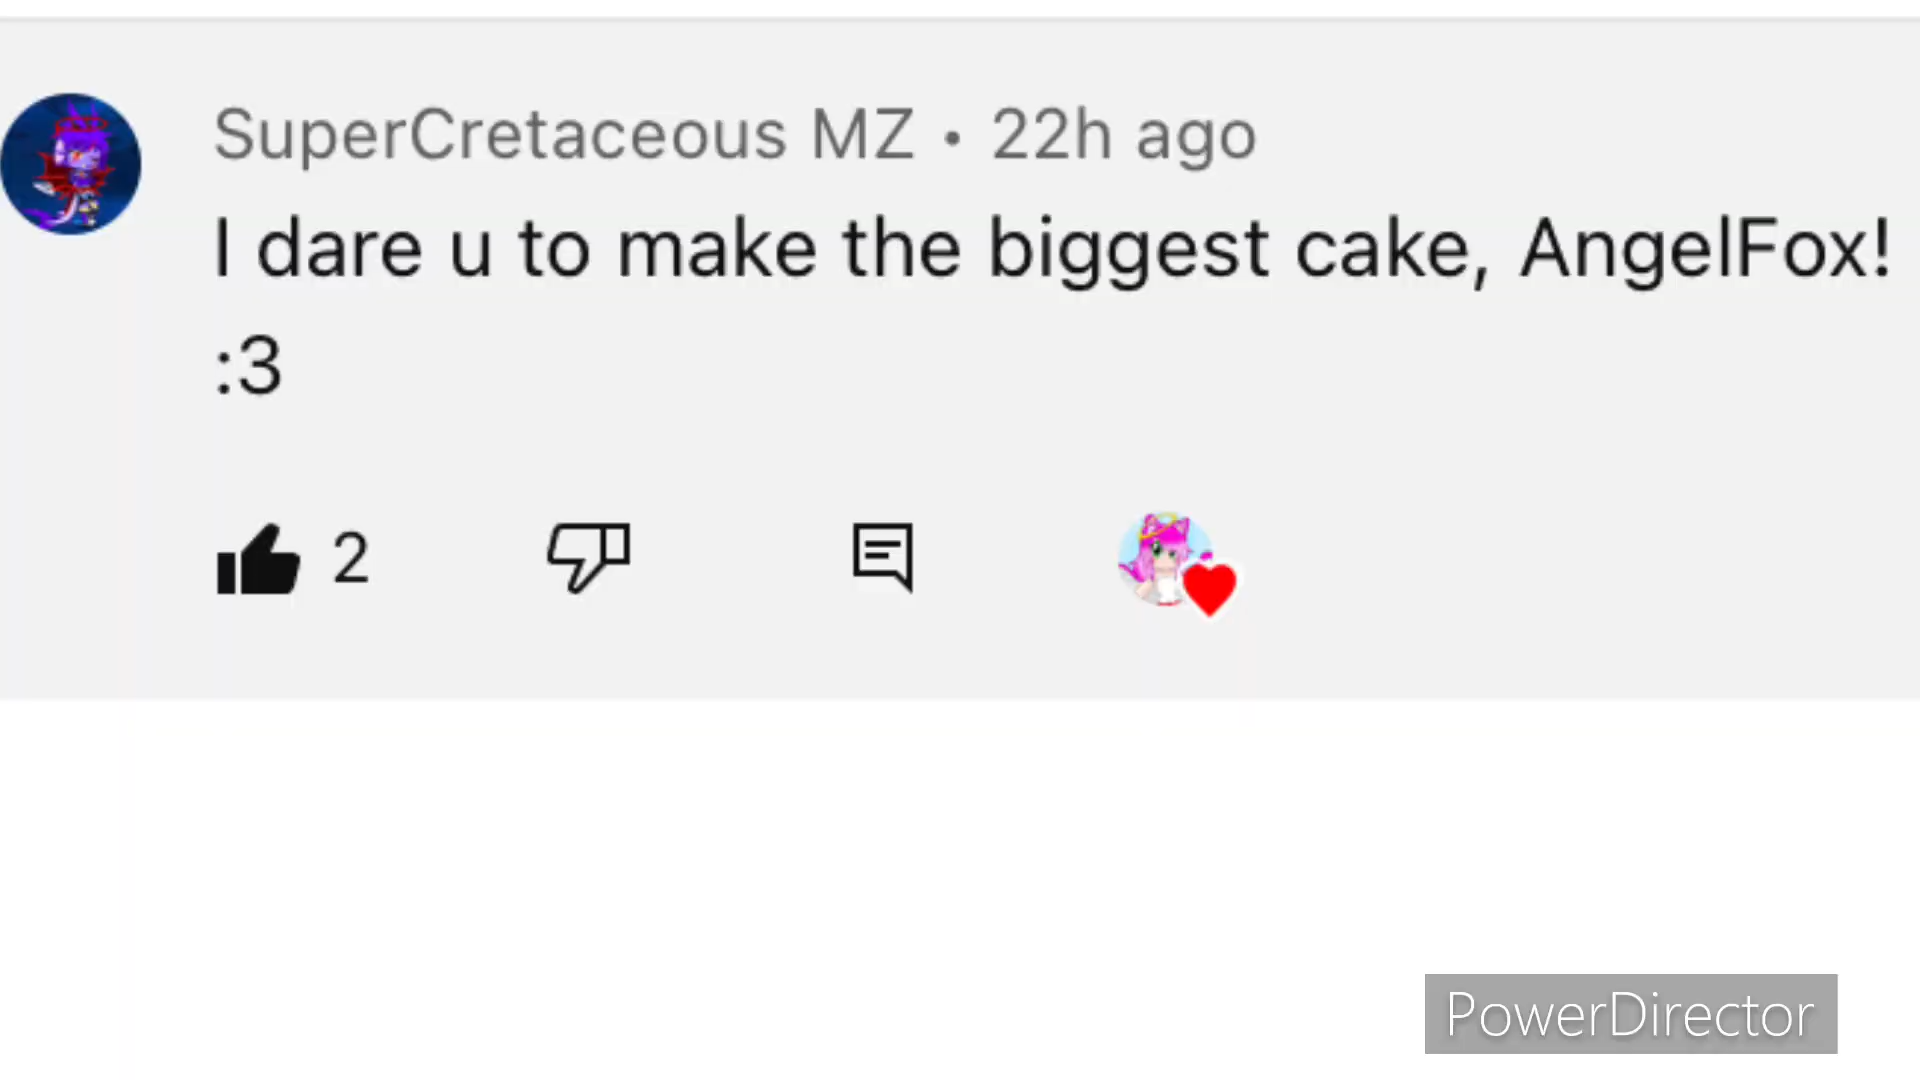 SuperCretaceous MZ • 22h ago
I dare u to make the biggest cake, AngelFox!
:3
2
PowerDirector